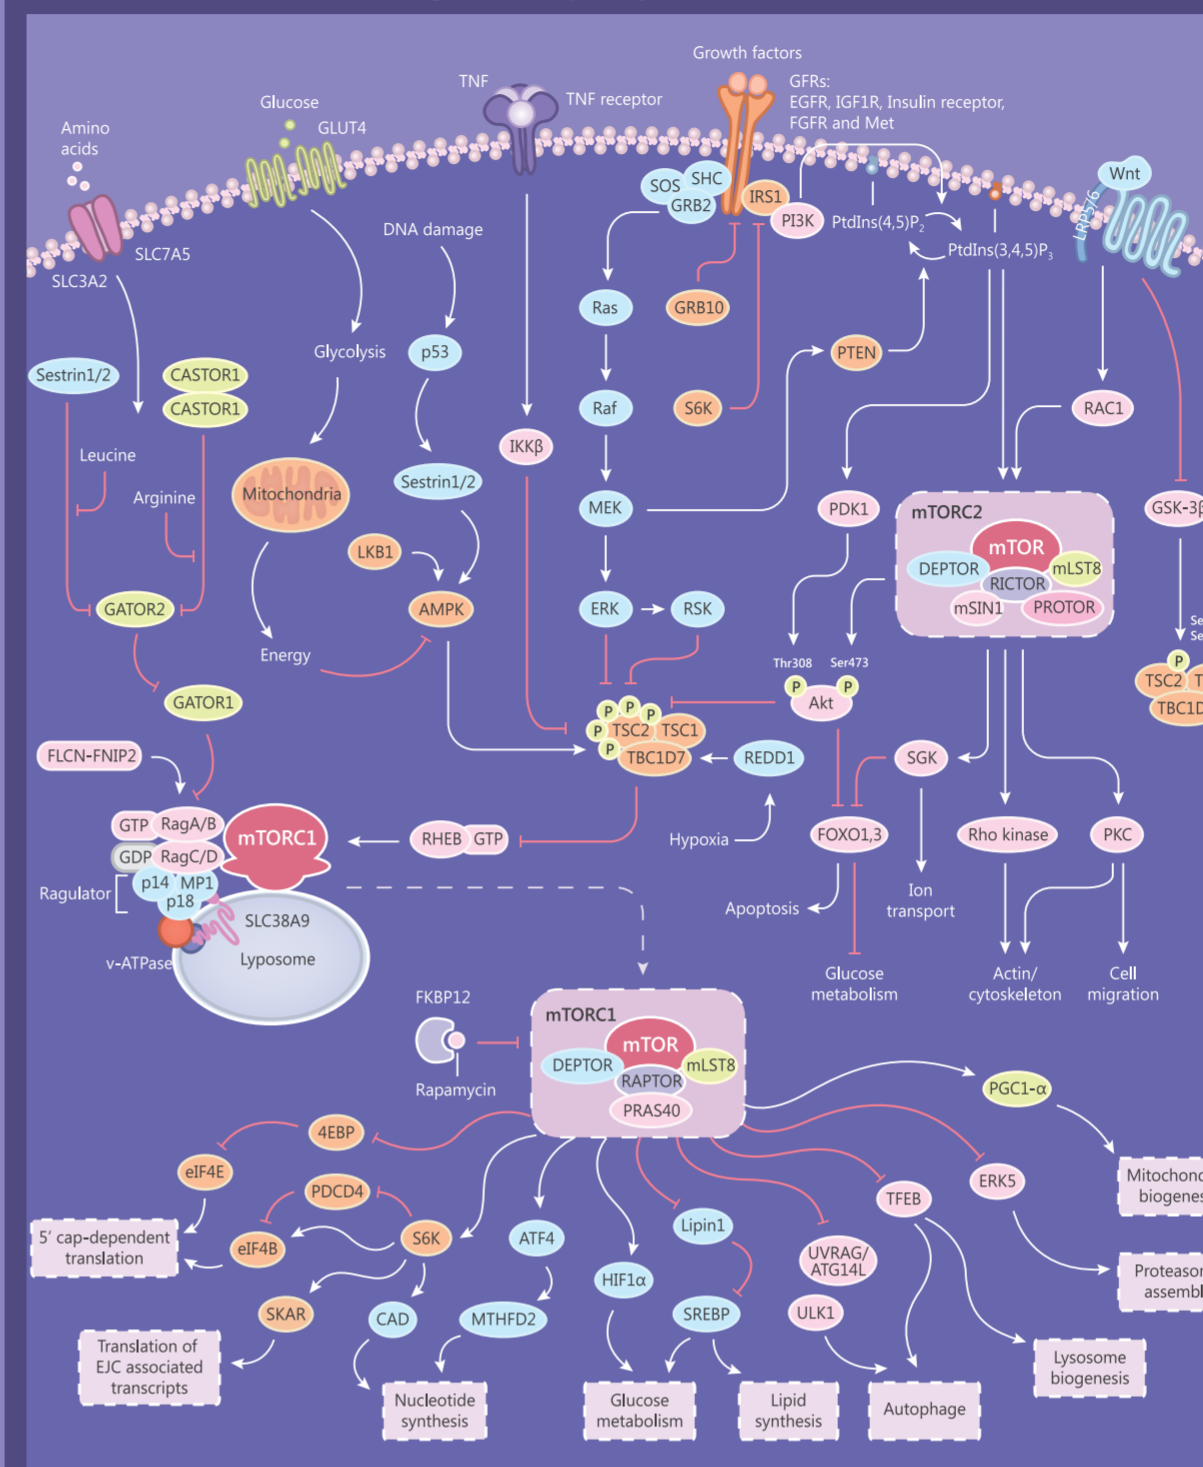 Growth factors
TNF
TNF receptor
GFRs:
EGFR, IGF1R, Insulin receptor,
FGFR and Met
Glucose
GLUT4
Amino
acids
SLC7A5
SLC3A2
DNA damage
SOS
SHC
GRB2
IRS1
PI3K
PtdIns(4,5)P2
PtdIns(3,4,5)P3
Wnt
LRP5/6
Ras
GRB10
Glycolysis
p53
PTEN
Sestrin1/2
CASTOR1
CASTOR1
Raf
S6K
RAC1
Leucine
IKKβ
Arginine
Mitochondria
Sestrin1/2
MEK
PDK1
mTORC2
mTOR
DEPTOR
mLST8
RICTOR
mSIN1
PROTOR
GSK-3β
LKB1
GATOR2
AMPK
ERK
RSK
Energy
Thr308
Ser473
P
P
Akt
Se
Se
P
TSC2
T
TBC1D
GATOR1
P
P
P
P
P
TSC2
TSC1
TBC1D7
FLCN-FNIP2
REDD1
SGK
GTP
RagA/B
mTORC1
RHEB
GTP
Hypoxia
FOXO1,3
Rho kinase
PKC
GDP
RagC/D
Ragulator
p14
MP1
p18
SLC38A9
v-ATPase
Lyposome
Apoptosis
Ion
transport
Glucose
metabolism
Actin/
cytoskeleton
Cell
migration
FKBP12
Rapamycin
mTORC1
mTOR
DEPTOR
mLST8
RAPTOR
PRAS40
PGC1-α
4EBP
eIF4E
PDCD4
TFEB
ERK5
Mitochond
biogenes
5' cap-dependent
translation
eIF4B
S6K
ATF4
Lipin1
UVRAG/
ATG14L
HIF1α
Proteasor
assembl
SKAR
CAD
MTHFD2
SREBP
ULK1
Translation of
EJC associated
transcripts
Lysosome
biogenesis
Nucleotide
synthesis
Glucose
metabolism
Lipid
synthesis
Autophage